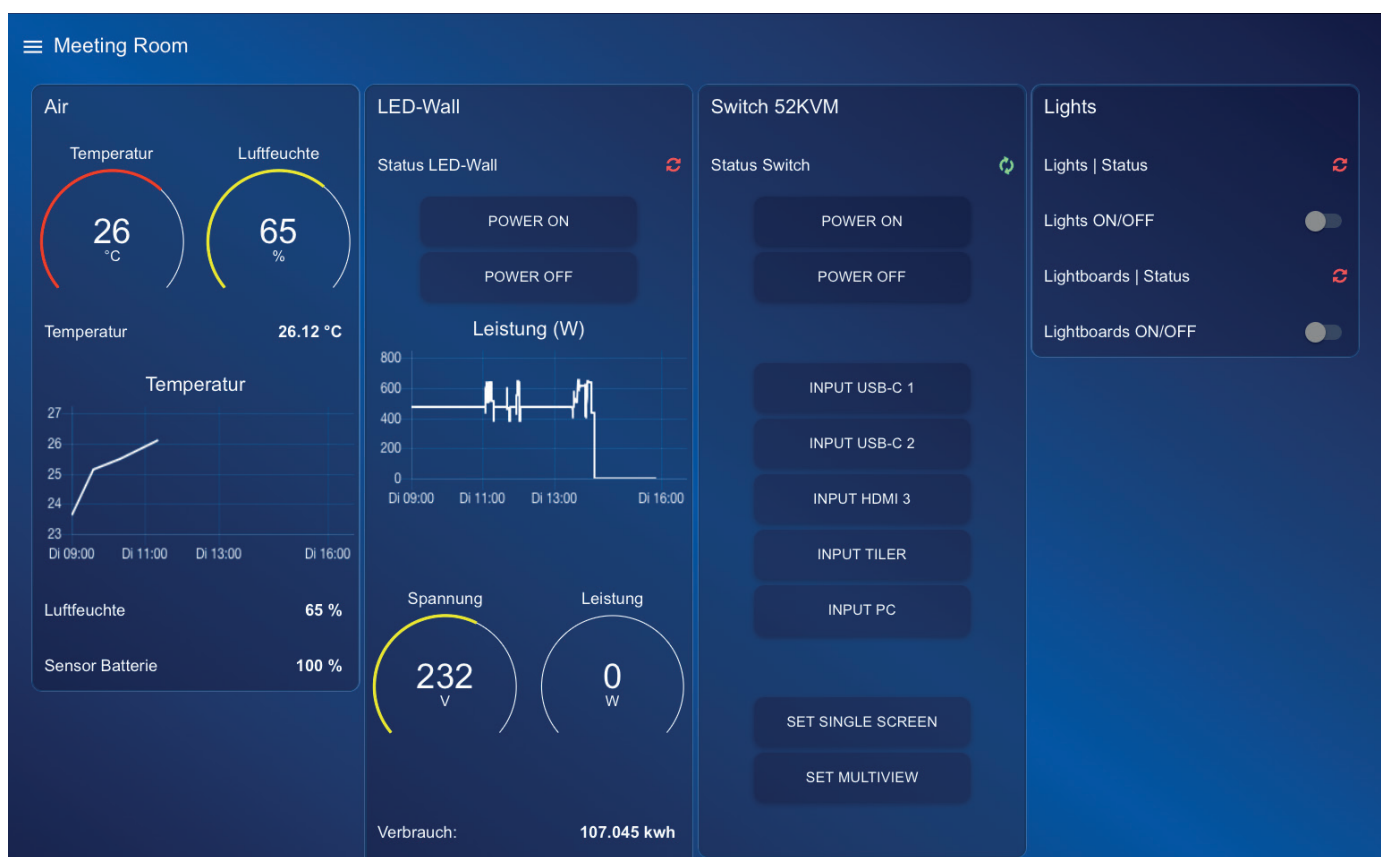 Meeting Room
Air
Temperatur Luftfeuchte
26 65
°C %
Temperatur 26.12 °C
Temperatur
27
26
25
24
23
Di 09:00 Di 11:00 Di 13:00 Di 16:00
Luftfeuchte 65 %
Sensor Batterie 100 %
LED-Wall
Status LED-Wall
POWER ON
POWER OFF
Leistung (W)
800
600
400
200
0
Di 09:00 Di 11:00 Di 13:00 Di 16:00
Spannung Leistung
232 0
V W
Verbrauch: 107.045 kwh
Switch 52KVM
Status Switch
POWER ON
POWER OFF
INPUT USB-C 1
INPUT USB-C 2
INPUT HDMI 3
INPUT TILER
INPUT PC
SET SINGLE SCREEN
SET MULTIVIEW
Lights
Lights | Status
Lights ON/OFF
Lightboards | Status
Lightboards ON/OFF